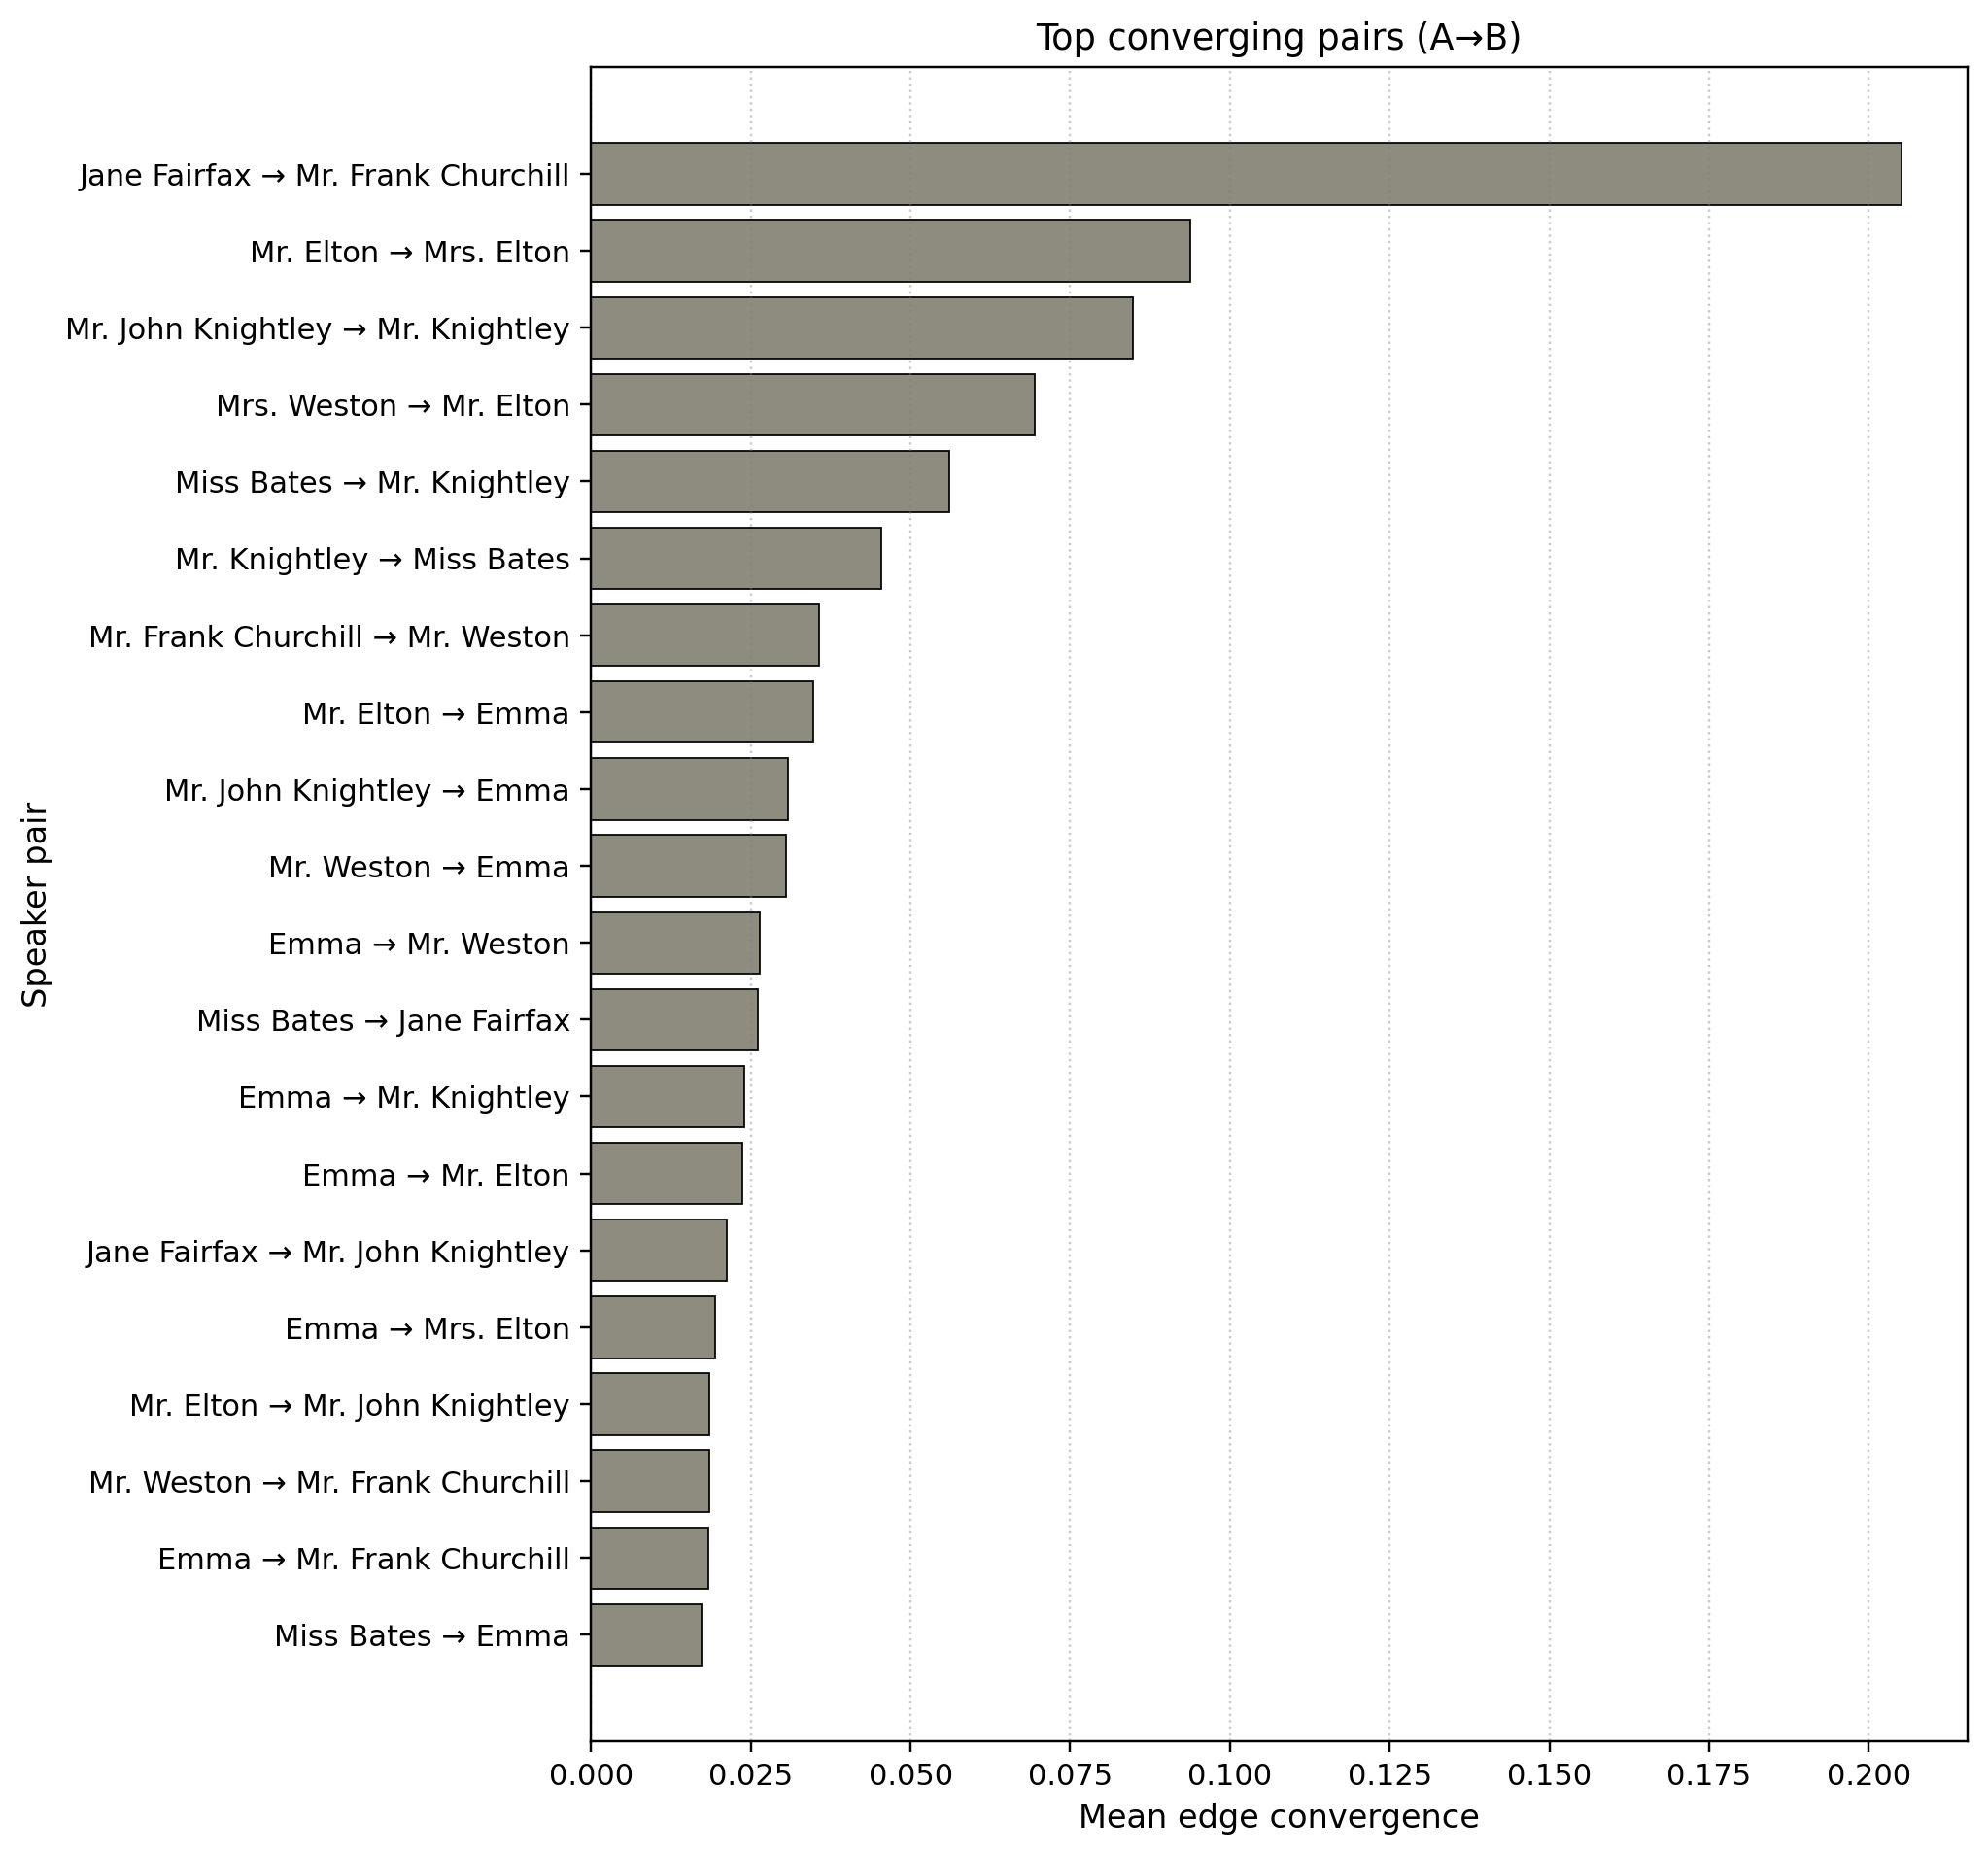 Top converging pairs (A→B)
Jane Fairfax → Mr. Frank Churchill
Mr. Elton → Mrs. Elton
Mr. John Knightley → Mr. Knightley
Mrs. Weston → Mr. Elton
Miss Bates → Mr. Knightley
Mr. Knightley → Miss Bates
Mr. Frank Churchill → Mr. Weston
Mr. Elton → Emma
Mr. John Knightley → Emma
Mr. Weston → Emma
Emma → Mr. Weston
Miss Bates → Jane Fairfax
Emma → Mr. Knightley
Emma → Mr. Elton
Jane Fairfax → Mr. John Knightley
Emma → Mrs. Elton
Mr. Elton → Mr. John Knightley
Mr. Weston → Mr. Frank Churchill
Emma → Mr. Frank Churchill
Miss Bates → Emma
Speaker pair
0.000 0.025 0.050 0.075 0.100 0.125 0.150 0.175 0.200
Mean edge convergence